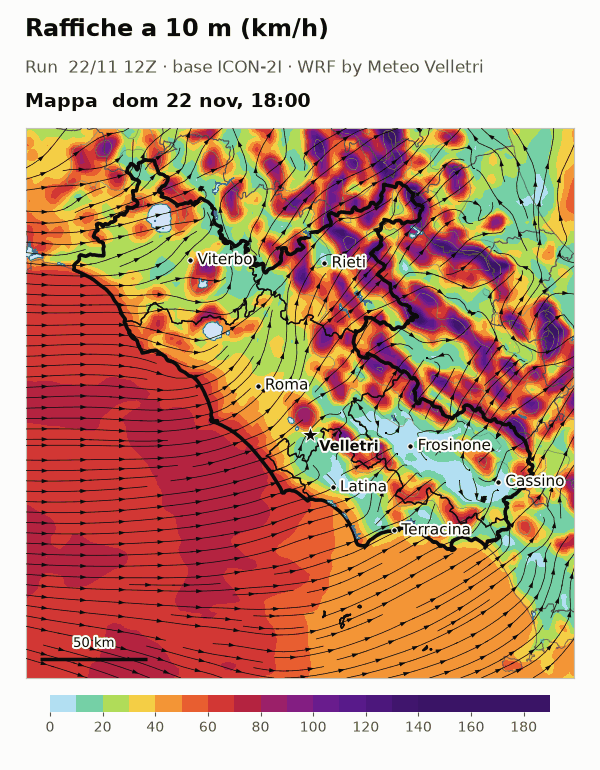 Raffiche a 10 m (km/h)
Run 22/11 12Z · base ICON-2I · WRF by Meteo Velletri
Mappa dom 22 nov, 18:00
Viterbo
Rieti
Roma
Velletri
Frosinone
Latina
Cassino
Terracina
50 km
0 20 40 60 80 100 120 140 160 180